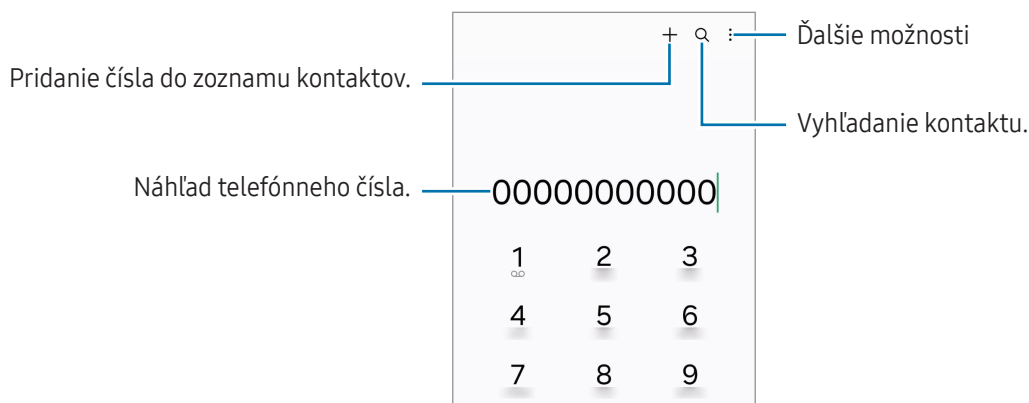 Ďalšie možnosti
Pridanie čísla do zoznamu kontaktov.
Vyhľadanie kontaktu.
Náhľad telefónneho čísla.
00000000000
1 2 3
4 5 6
7 8 9